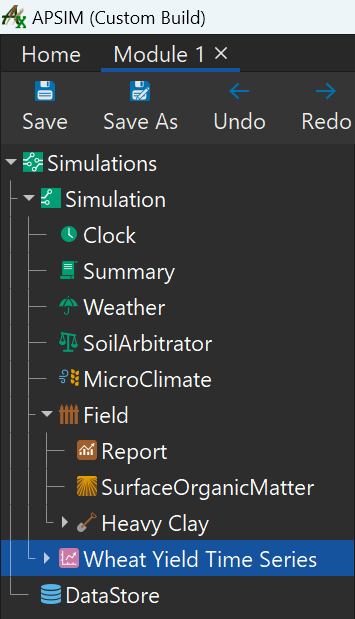 APSIM (Custom Build)
Home Module 1 ×
Save Save As Undo Redo
Simulations
Simulation
Clock
Summary
Weather
SoilArbitrator
MicroClimate
Field
Report
SurfaceOrganicMatter
Heavy Clay
Wheat Yield Time Series
DataStore